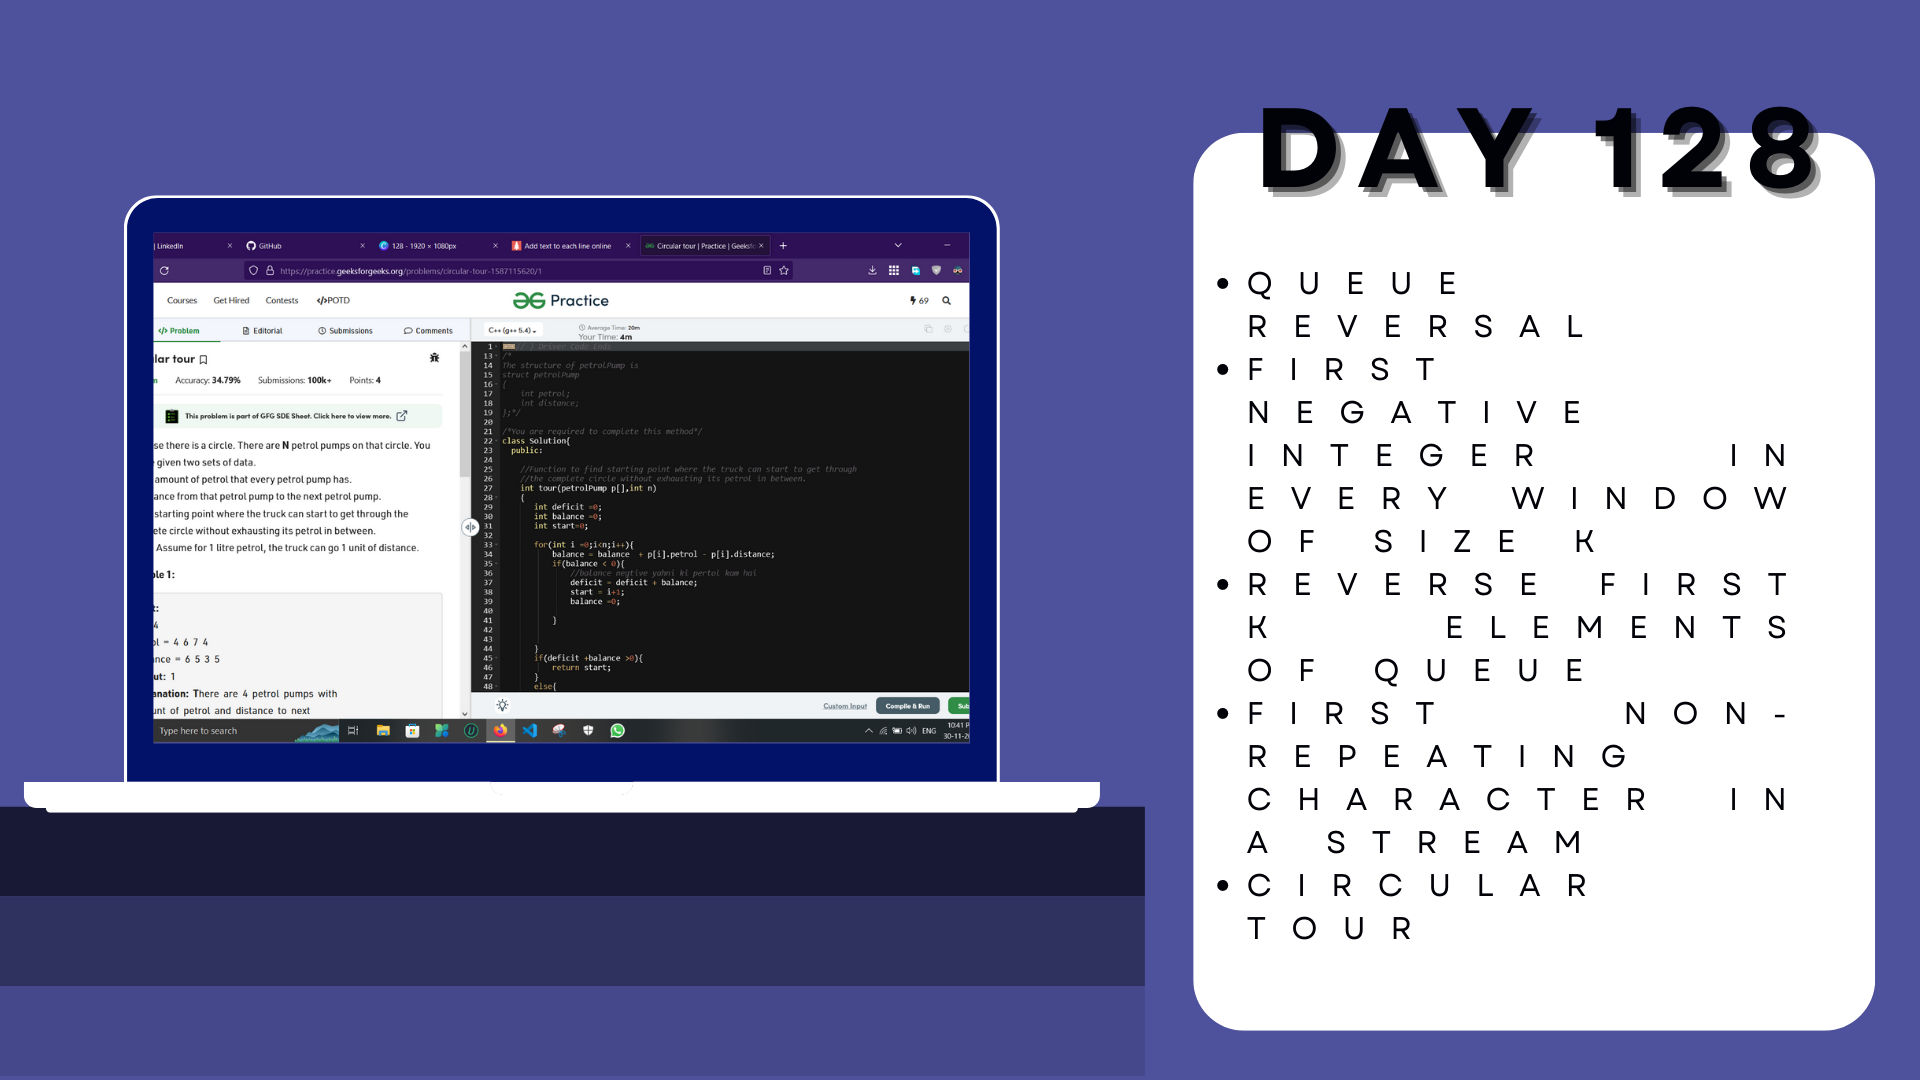 DAY 128
QUEUE
REVERSAL
FIRST
NEGATIVE
INTEGER IN
EVERY WINDOW
OF SIZE K
REVERSE FIRST
K ELEMENTS
OF QUEUE
FIRST NON-
REPEATING
CHARACTER IN
A STREAM
CIRCULAR
TOUR
| LinkedIn
GitHub
128 - 1920 × 1080px
Add text to each line online
Circular tour | Practice | Geeksfo
https://practice.geeksforgeeks.org/problems/circular-tour-1587115620/1
Courses Get Hired Contests </>POTD
Practice
69
</> Problem Editorial Submissions Comments
C++ (g++ 5.4)
Average Time: 20m
Your Time: 4m
lar tour
Accuracy: 34.79% Submissions: 100k+ Points: 4
This problem is part of GFG SDE Sheet. Click here to view more.
se there is a circle. There are N petrol pumps on that circle. You
given two sets of data.
amount of petrol that every petrol pump has.
ance from that petrol pump to the next petrol pump.
starting point where the truck can start to get through the
ete circle without exhausting its petrol in between.
Assume for 1 litre petrol, the truck can go 1 unit of distance.
ple 1:
t:
4
ol = 4 6 7 4
nce = 6 5 3 5
ut: 1
anation: There are 4 petrol pumps with
unt of petrol and distance to next
1 // } Driver Code Ends
13 /*
14 The structure of petrolPump is
15 struct petrolPump
16 {
17 int petrol;
18 int distance;
19 };*/
20
21 /*You are required to complete this method*/
22 class Solution{
23 public:
24
25 //Function to find starting point where the truck can start to get through
26 //the complete circle without exhausting its petrol in between.
27 int tour(petrolPump p[],int n)
28 {
29 int deficit =0;
30 int balance =0;
31 int start=0;
32
33 for(int i =0;i<n;i++){
34 balance = balance + p[i].petrol - p[i].distance;
35 if(balance < 0){
36 //balance negtive yahni ki pertol kam hai
37 deficit = deficit + balance;
38 start = i+1;
39 balance =0;
40
41 }
42
43
44 }
45 if(deficit +balance >0){
46 return start;
47 }
48 else{
Custom Input Compile & Run Sub
Type here to search
ENG
10:41 P
30-11-2